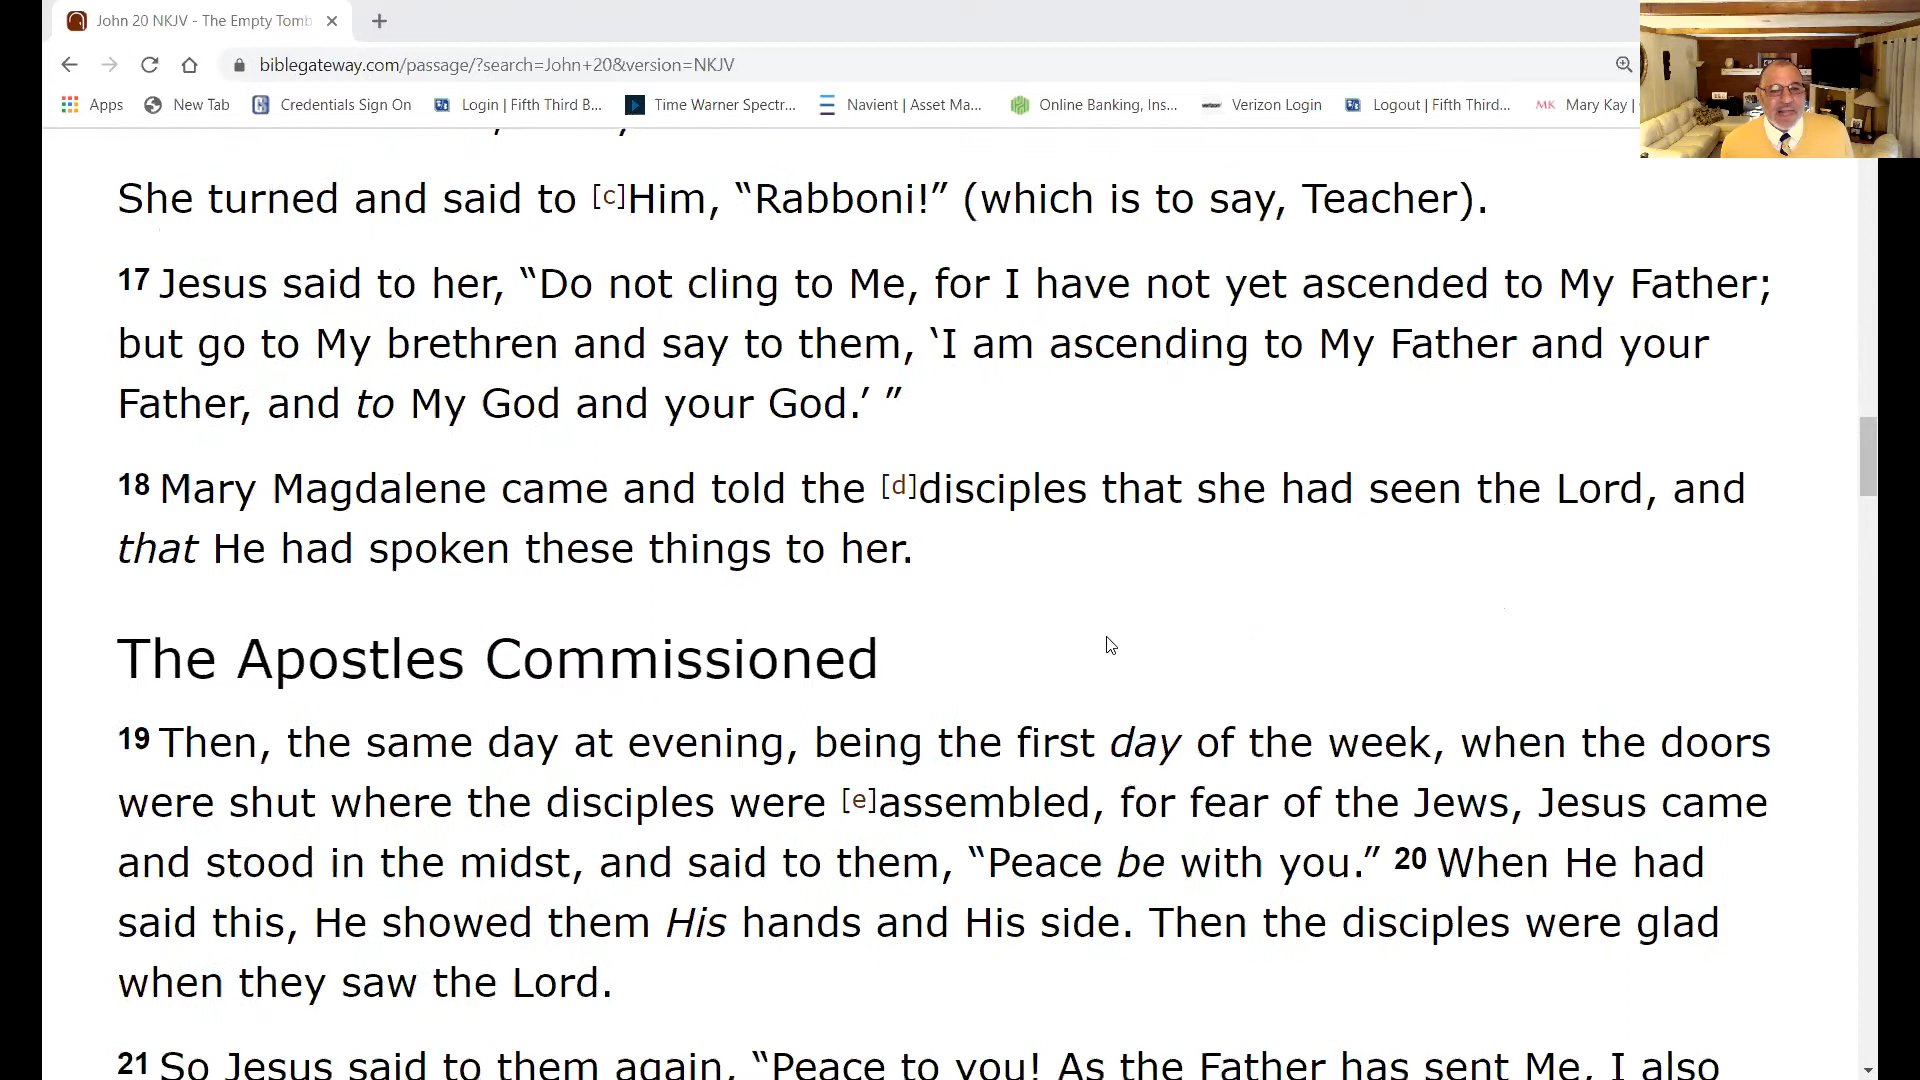 John 20 NKJV - The Empty Tomb
biblegateway.com/passage/?search=John+20&version=NKJV
Apps New Tab Credentials Sign On Login | Fifth Third B... Time Warner Spectr... Navient | Asset Ma... Online Banking, Ins... Verizon Login Logout | Fifth Third... MK Mary Kay |
She turned and said to [c]Him, “Rabboni!” (which is to say, Teacher).
17 Jesus said to her, “Do not cling to Me, for I have not yet ascended to My Father;
but go to My brethren and say to them, ‘I am ascending to My Father and your
Father, and to My God and your God.’ ”
18 Mary Magdalene came and told the [d]disciples that she had seen the Lord, and
that He had spoken these things to her.
The Apostles Commissioned
19 Then, the same day at evening, being the first day of the week, when the doors
were shut where the disciples were [e]assembled, for fear of the Jews, Jesus came
and stood in the midst, and said to them, “Peace be with you.” 20 When He had
said this, He showed them His hands and His side. Then the disciples were glad
when they saw the Lord.
21 So Jesus said to them again, “Peace to you! As the Father has sent Me, I also